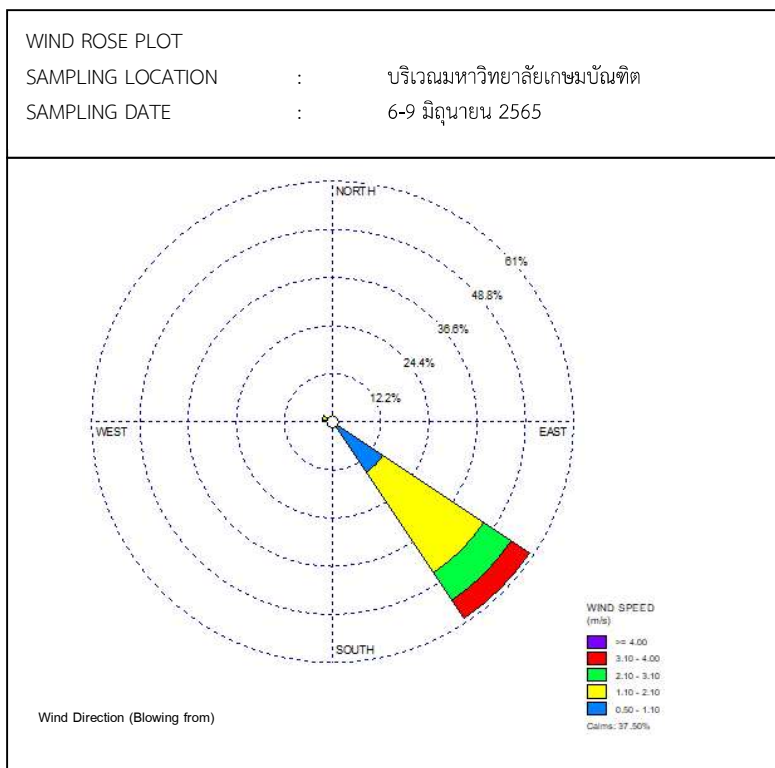 WIND ROSE PLOT
SAMPLING LOCATION : บริเวณมหาวิทยาลัยเกษมบัณฑิต
SAMPLING DATE : 6-9 มิถุนายน 2565
NORTH
61%
48.8%
36.6%
24.4%
12.2%
WEST
EAST
SOUTH
WIND SPEED
(m/s)
>= 4.00
3.10 - 4.00
2.10 - 3.10
1.10 - 2.10
0.50 - 1.10
Calms: 37.50%
Wind Direction (Blowing from)